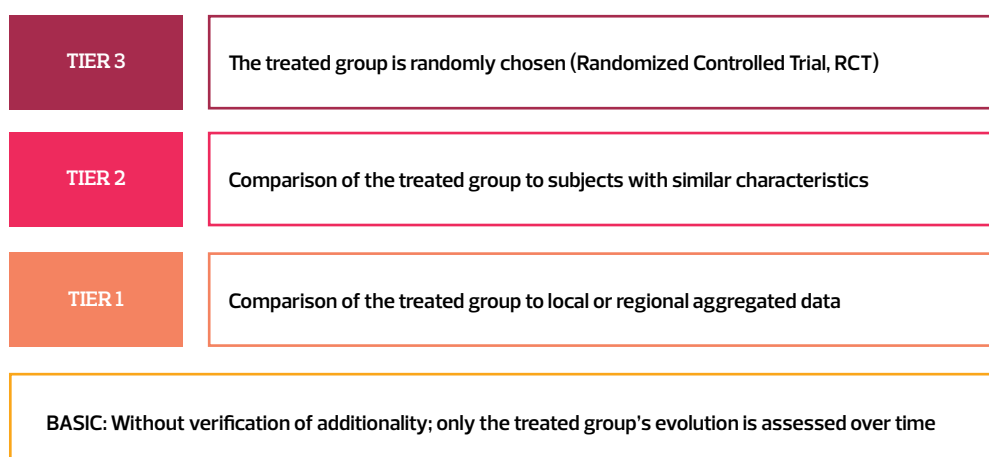 TIER 3
The treated group is randomly chosen (Randomized Controlled Trial, RCT)
TIER 2
Comparison of the treated group to subjects with similar characteristics
TIER 1
Comparison of the treated group to local or regional aggregated data
BASIC: Without verification of additionality; only the treated group’s evolution is assessed over time